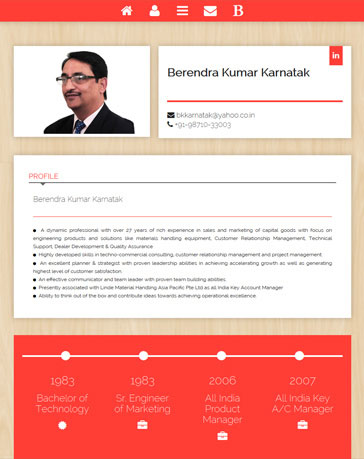 B
in
Berendra Kumar Karnatak
bkkarnatak@yahoo.co.in
+91-98710-33003
PROFILE
Berendra Kumar Karnatak
A dynamic professional with over 27 years of rich experience in sales and marketing of capital goods with focus on
engineering products and solutions like materials handling equipment, Customer Relationship Management, Technical
Support, Dealer Development & Quality Assurance
Highly developed skills in techno-commercial consulting, customer relationship management and project management.
An excellent planner & strategist with proven leadership abilities in achieving accelerating growth as well as generating
highest level of customer satisfaction.
An effective communicator and team leader with proven team building abilities.
Presently associated with Linde Material Handling Asia Pacific Pte Ltd as all India Key Account Manager
Ability to think out of the box and contribute ideas towards achieving operational excellence.
1983
1983
2006
2007
Bachelor of
Technology
Sr. Engineer
of Marketing
All India
Product
Manager
All India Key
A/C Manager